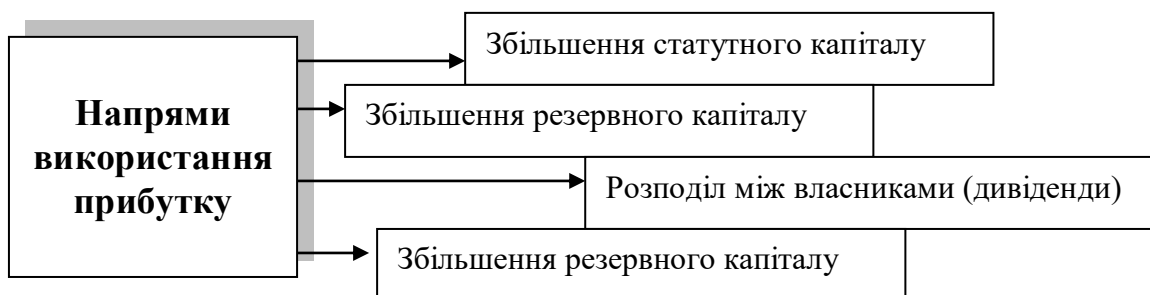 Напрями
використання
прибутку
Збільшення статутного капіталу
Збільшення резервного капіталу
Розподіл між власниками (дивіденди)
Збільшення резервного капіталу